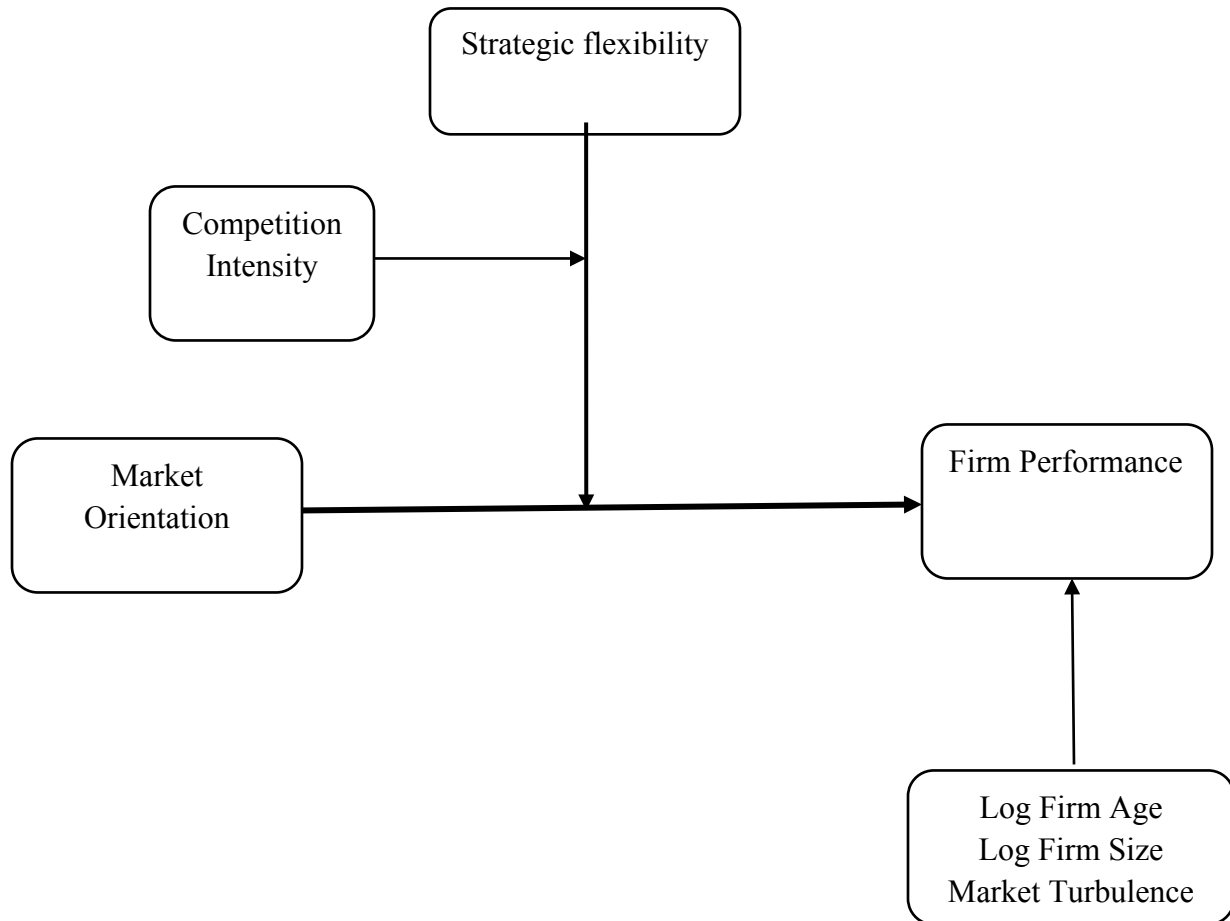 Strategic flexibility
Competition
Intensity
Market
Orientation
Firm Performance
Log Firm Age
Log Firm Size
Market Turbulence